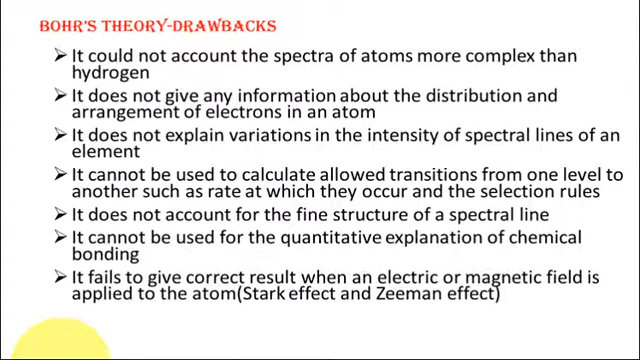 BOHR'S THEORY-DRAWBACKS
➢ It could not account the spectra of atoms more complex than
hydrogen
➢ It does not give any information about the distribution and
arrangement of electrons in an atom
➢ It does not explain variations in the intensity of spectral lines of an
element
➢ It cannot be used to calculate allowed transitions from one level to
another such as rate at which they occur and the selection rules
➢ It does not account for the fine structure of a spectral line
➢ It cannot be used for the quantitative explanation of chemical
bonding
➢ It fails to give correct result when an electric or magnetic field is
applied to the atom(Stark effect and Zeeman effect)